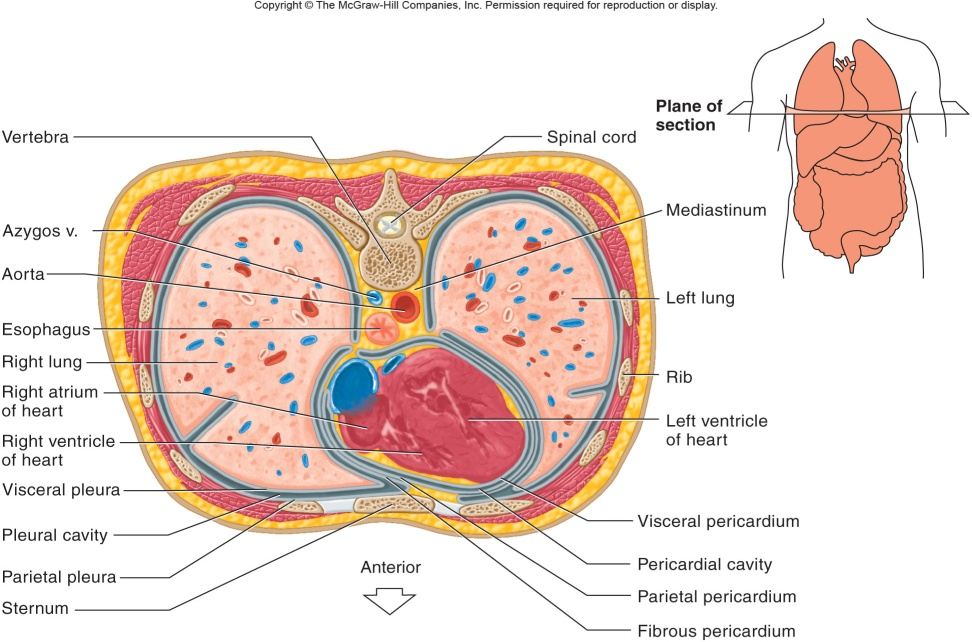 Copyright © The McGraw-Hill Companies, Inc. Permission required for reproduction or display.
Plane of
section
Vertebra
Spinal cord
Mediastinum
Azygos v.
Aorta
Left lung
Esophagus
Right lung
Rib
Right atrium
of heart
Left ventricle
of heart
Right ventricle
of heart
Visceral pleura
Visceral pericardium
Pleural cavity
Pericardial cavity
Anterior
Parietal pleura
Parietal pericardium
Sternum
Fibrous pericardium